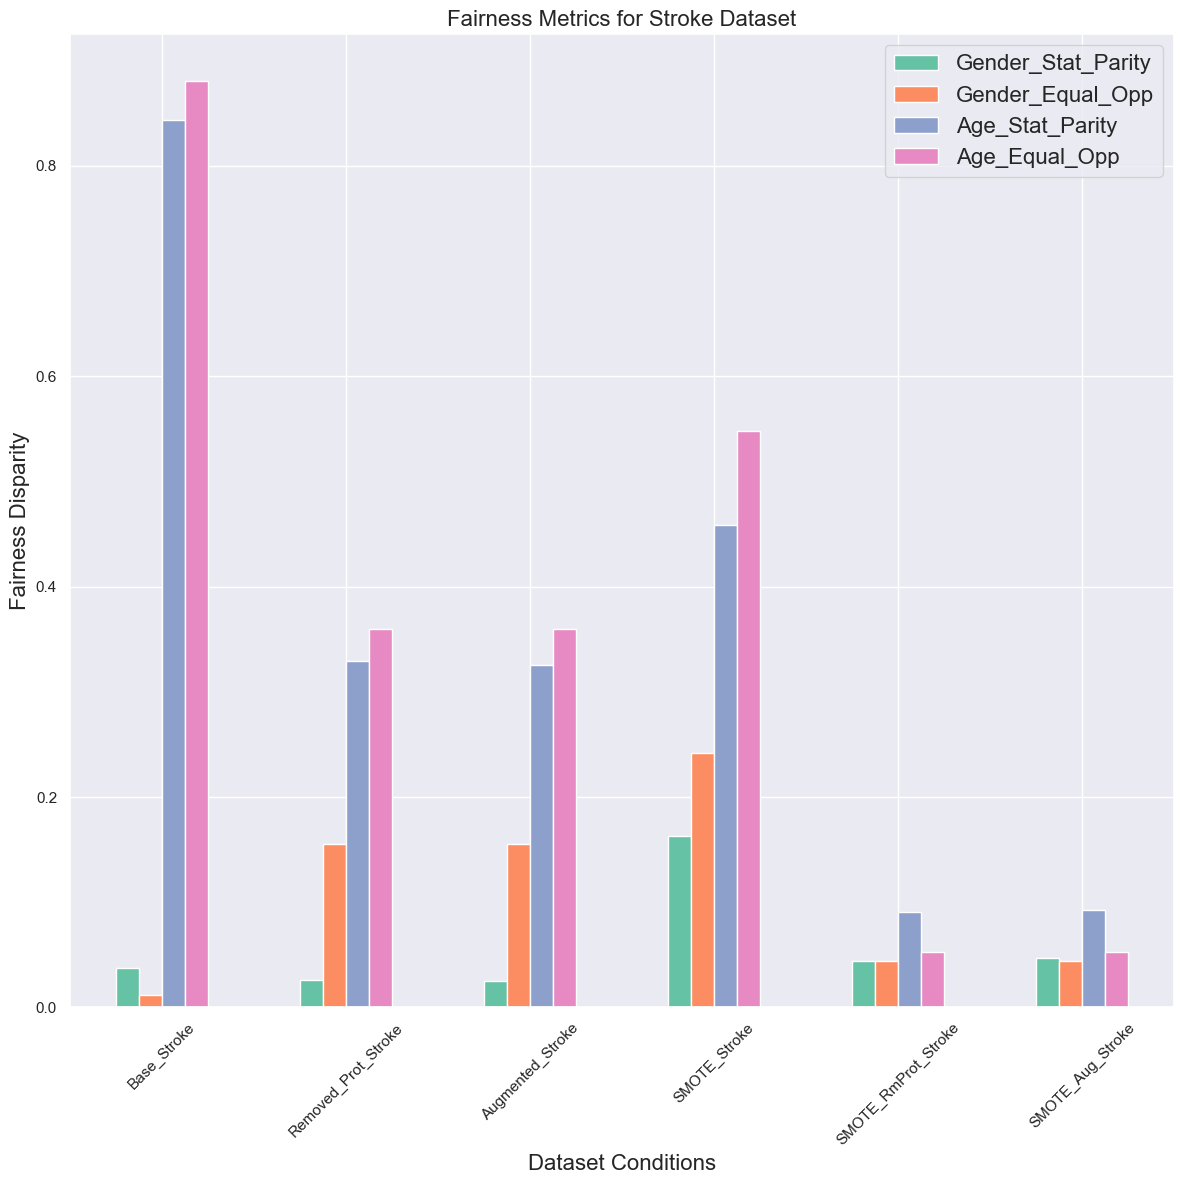 Fairness Metrics for Stroke Dataset
Gender_Stat_Parity
Gender_Equal_Opp
Age_Stat_Parity
Age_Equal_Opp
Fairness Disparity
0.8
0.6
0.4
0.2
0.0
Base_Stroke
Removed_Prot_Stroke
Augmented_Stroke
SMOTE_Stroke
SMOTE_RmProt_Stroke
SMOTE_Aug_Stroke
Dataset Conditions